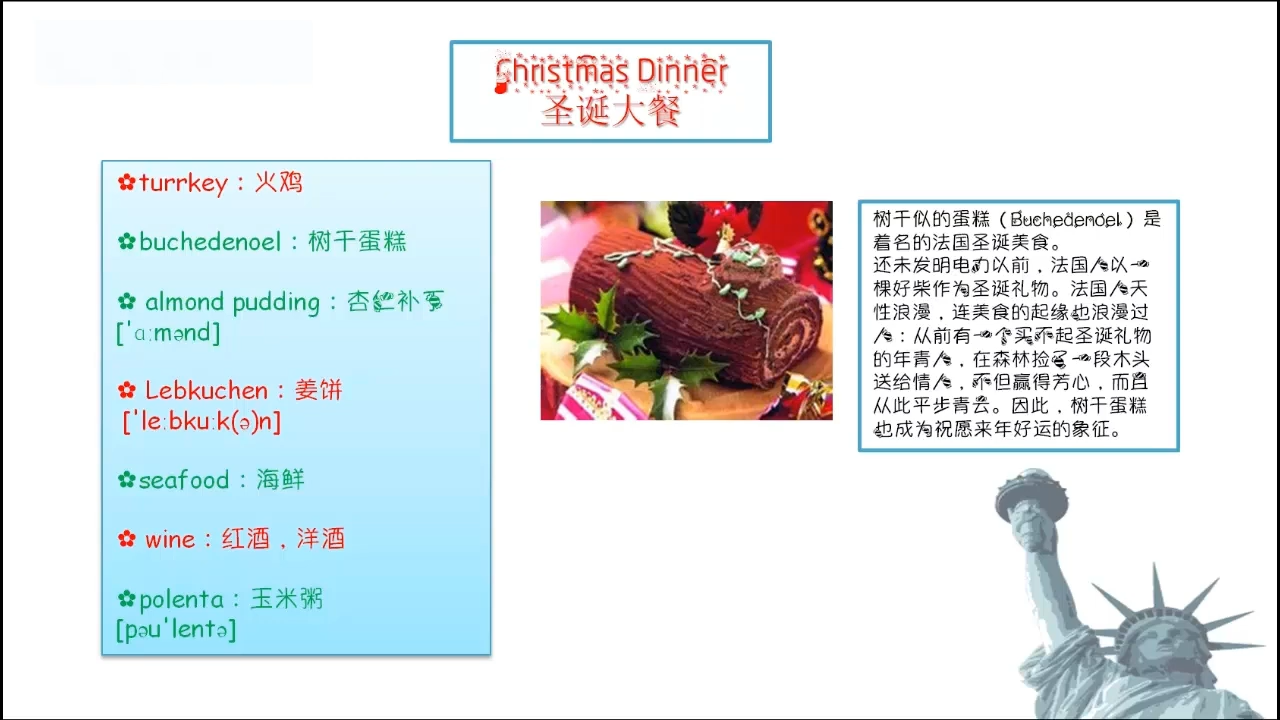 Christmas Dinner
圣诞大餐
✿turrkey：火鸡
✿buchedenoel：树干蛋糕
✿ almond pudding：杏仁补丁
['ɑːmənd]
✿ Lebkuchen：姜饼
['leːbkuːk(ə)n]
✿seafood：海鲜
✿ wine：红酒，洋酒
✿polenta：玉米粥
[pəu'lentə]
树干似的蛋糕（Buchedenoel）是
着名的法国圣诞美食。
还未发明电力以前，法国人以一
棵好柴作为圣诞礼物。法国人天
性浪漫，连美食的起缘也浪漫过
人：从前有一个买不起圣诞礼物
的年青人，在森林捡了一段木头
送给情人，不但赢得芳心，而且
从此平步青云。因此，树干蛋糕
也成为祝愿来年好运的象征。